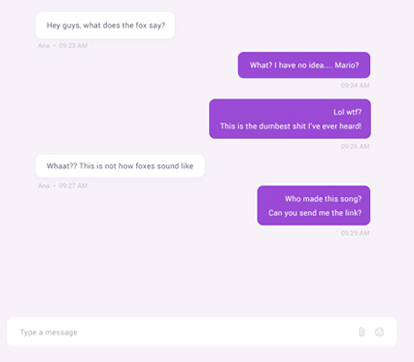 Hey guys, what does the fox say?
Ana • 09:23 AM
What? I have no idea.... Mario?
09:24 AM
Lol wtf?
This is the dumbest shit I've ever heard!
09:26 AM
Whaat?? This is not how foxes sound like
Ana • 09:27 AM
Who made this song?
Can you send me the link?
09:29 AM
Type a message